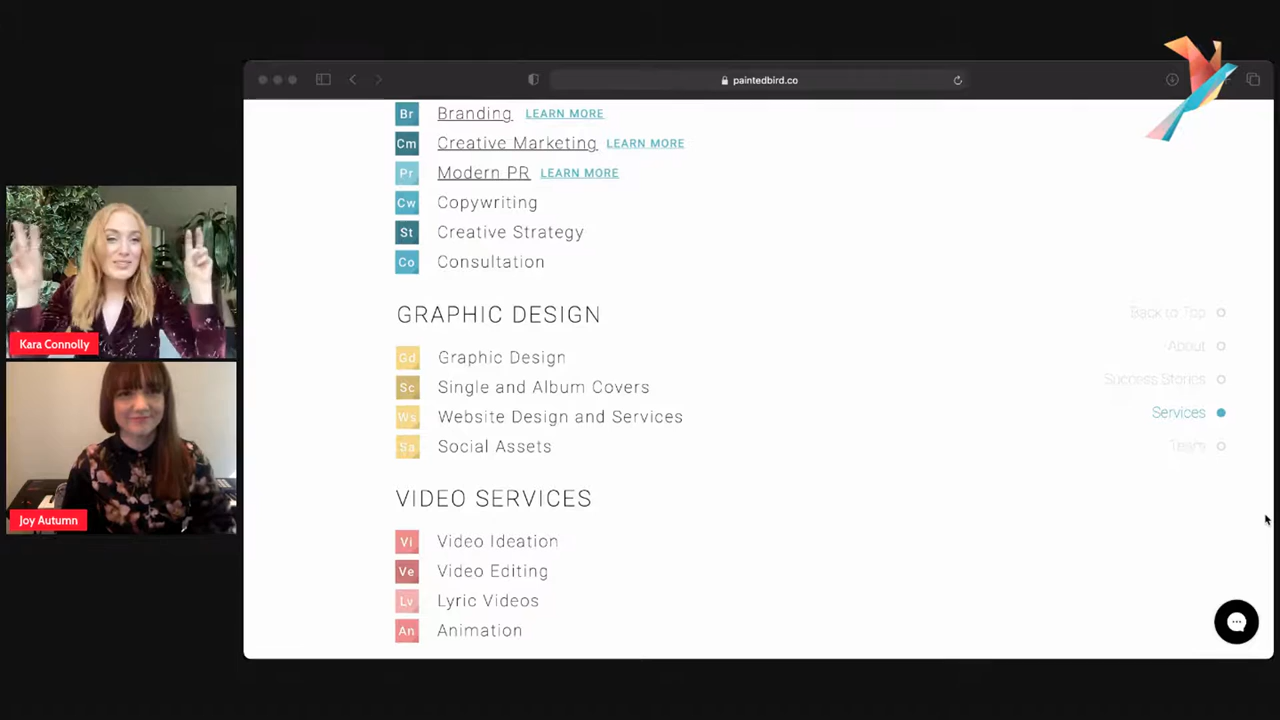 paintedbird.co
Br Branding LEARN MORE
Cm Creative Marketing LEARN MORE
Pr Modern PR LEARN MORE
Cw Copywriting
St Creative Strategy
Co Consultation
GRAPHIC DESIGN
Gd Graphic Design
Sc Single and Album Covers
Ws Website Design and Services
Sa Social Assets
VIDEO SERVICES
Vi Video Ideation
Ve Video Editing
Lv Lyric Videos
An Animation
Back to Top
About
Success Stories
Services
Team
Kara Connolly
Joy Autumn